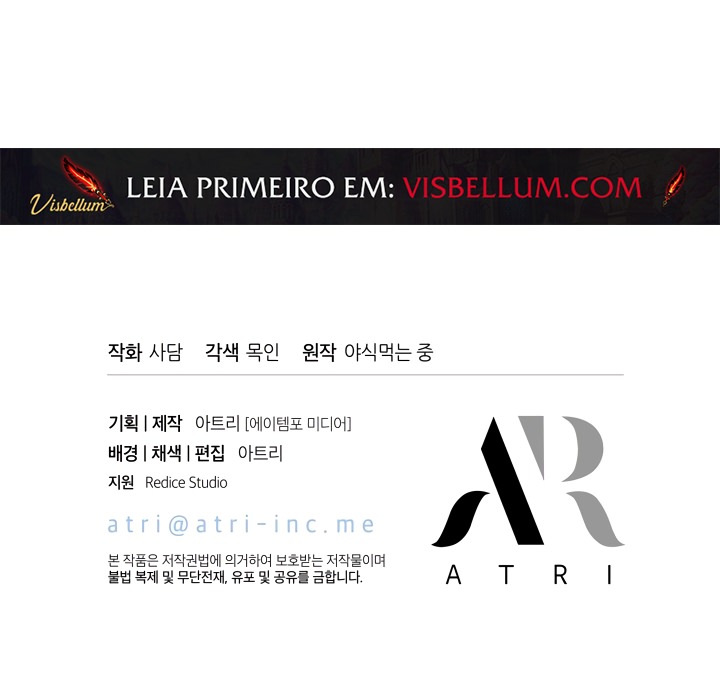 Visbellum LEIA PRIMEIRO EM: VISBELLUM.COM
작화 사담 각색 목인 원작 야식먹는 중
기획 | 제작 아트리 [에이템포 미디어]
배경 | 채색 | 편집 아트리
지원 Redice Studio
atri@atri-inc.me
본 작품은 저작권법에 의거하여 보호받는 저작물이며
불법 복제 및 무단전재, 유포 및 공유를 금합니다.
AR
ATRI